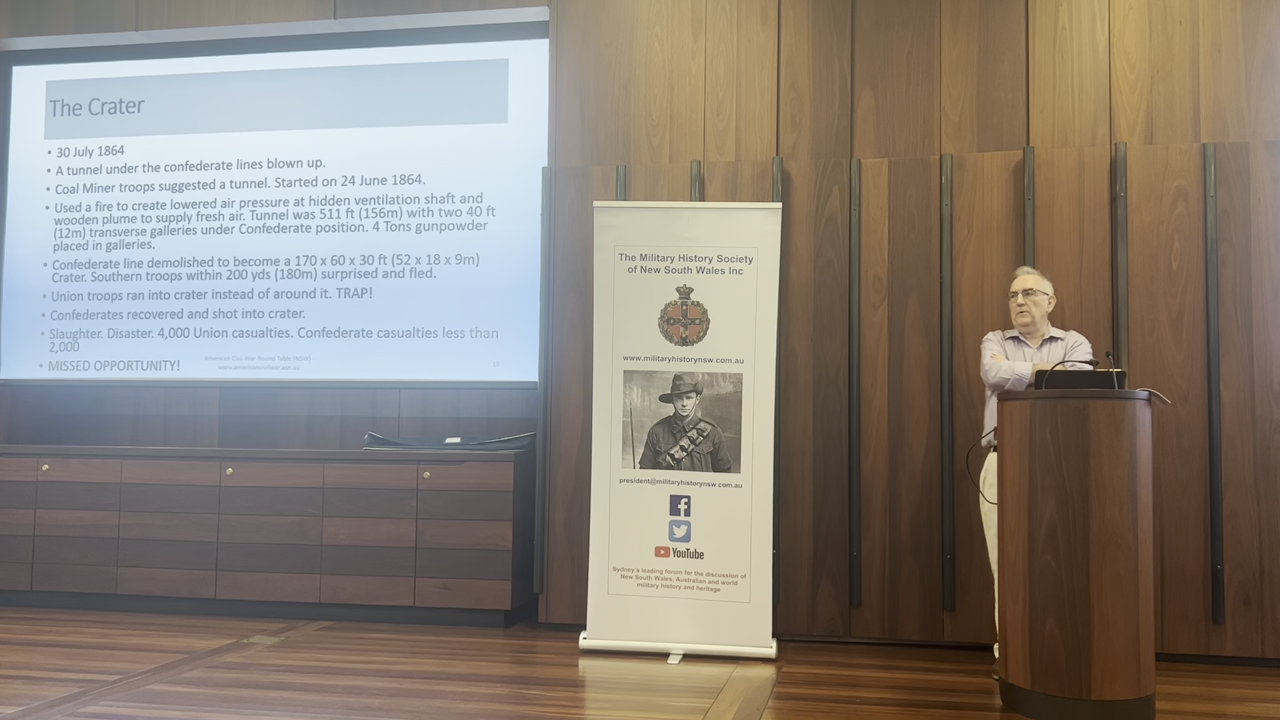 The Crater
• 30 July 1864
• A tunnel under the confederate lines blown up.
• Coal Miner troops suggested a tunnel. Started on 24 June 1864.
• Used a fire to create lowered air pressure at hidden ventilation shaft and
wooden plume to supply fresh air. Tunnel was 511 ft (156m) with two 40 ft
(12m) transverse galleries under Confederate position. 4 Tons gunpowder
placed in galleries.
• Confederate line demolished to become a 170 x 60 x 30 ft (52 x 18 x 9m)
Crater. Southern troops within 200 yds (180m) surprised and fled.
• Union troops ran into crater instead of around it. TRAP!
• Confederates recovered and shot into crater.
• Slaughter. Disaster. 4,000 Union casualties. Confederate casualties less than
2,000
• MISSED OPPORTUNITY!
American Civil War Round Table (NSW)
The Military History Society
of New South Wales Inc
www.militaryhistorynsw.com.au
president@militaryhistorynsw.com.au
YouTube
Sydney's leading forum for the discussion of
New South Wales, Australian and world
military history and heritage